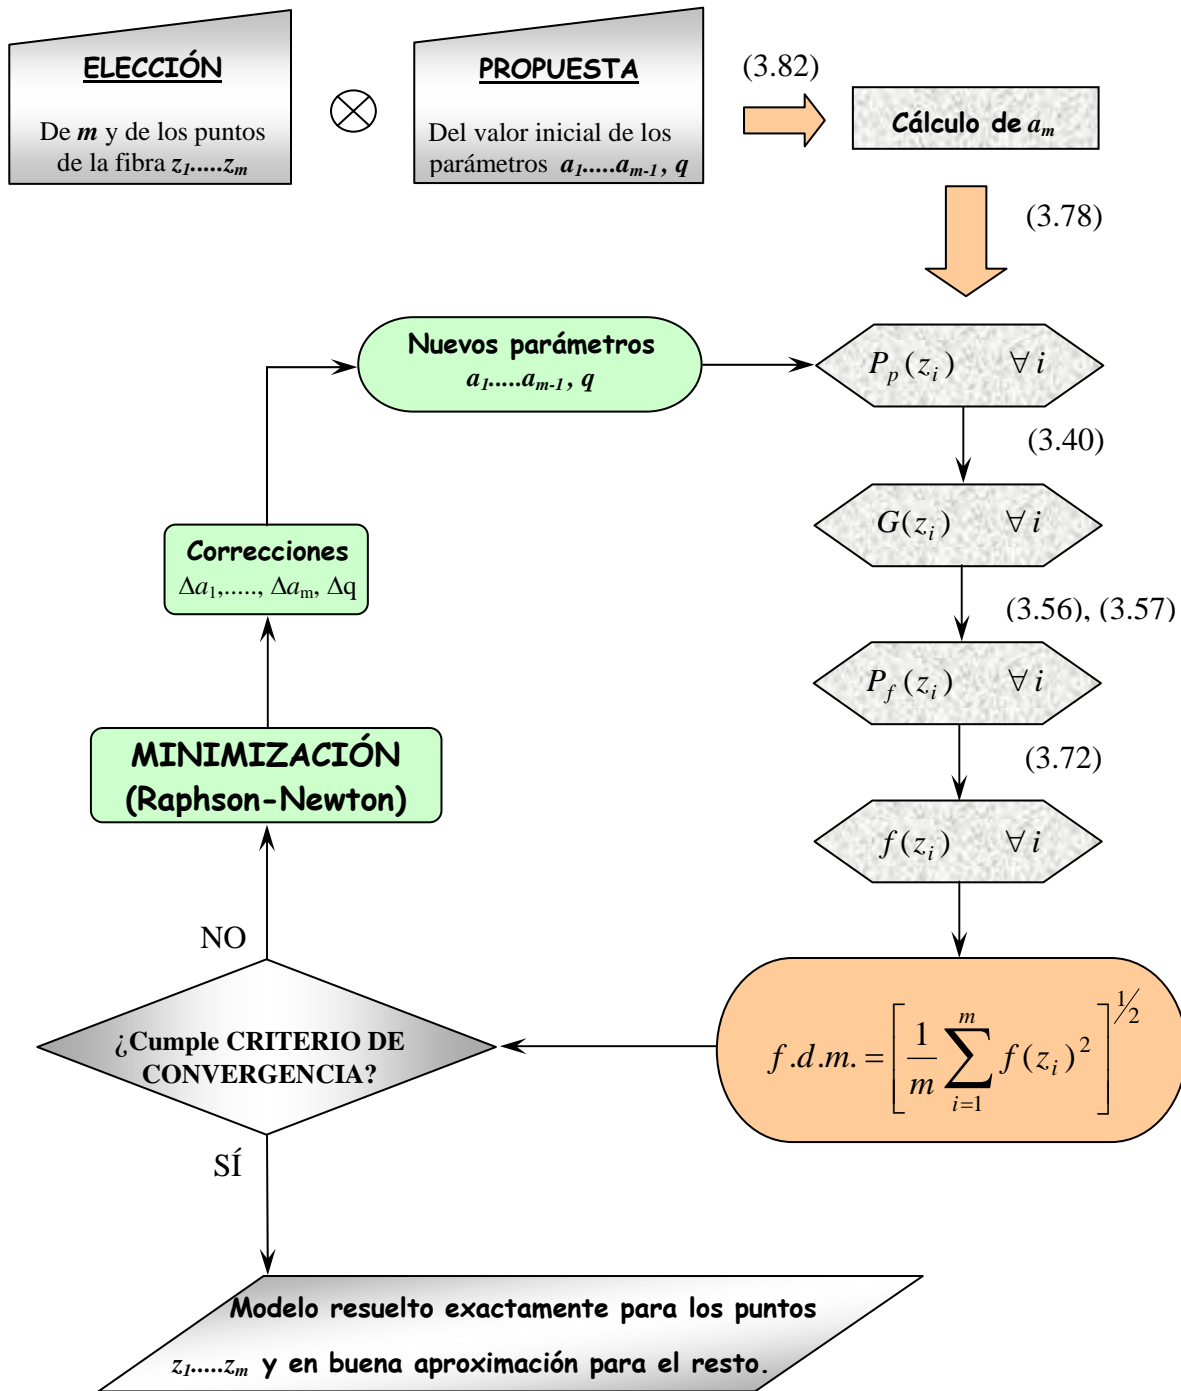 ELECCIÓN
De m y de los puntos
de la fibra z1.....zm
PROPUESTA
Del valor inicial de los
parámetros a1.....am-1, q
(3.82)
Cálculo de am
(3.78)
Nuevos parámetros
a1.....am-1, q
Pp(zi) ∀ i
(3.40)
G(zi) ∀ i
(3.56), (3.57)
Pf(zi) ∀ i
(3.72)
f(zi) ∀ i
f.d.m. = [1/m ∑i=1m f(zi)2]1/2
Correcciones
Δa1,....., Δam, Δq
MINIMIZACIÓN
(Raphson-Newton)
NO
¿Cumple CRITERIO DE
CONVERGENCIA?
SÍ
Modelo resuelto exactamente para los puntos
z1.....zm y en buena aproximación para el resto.